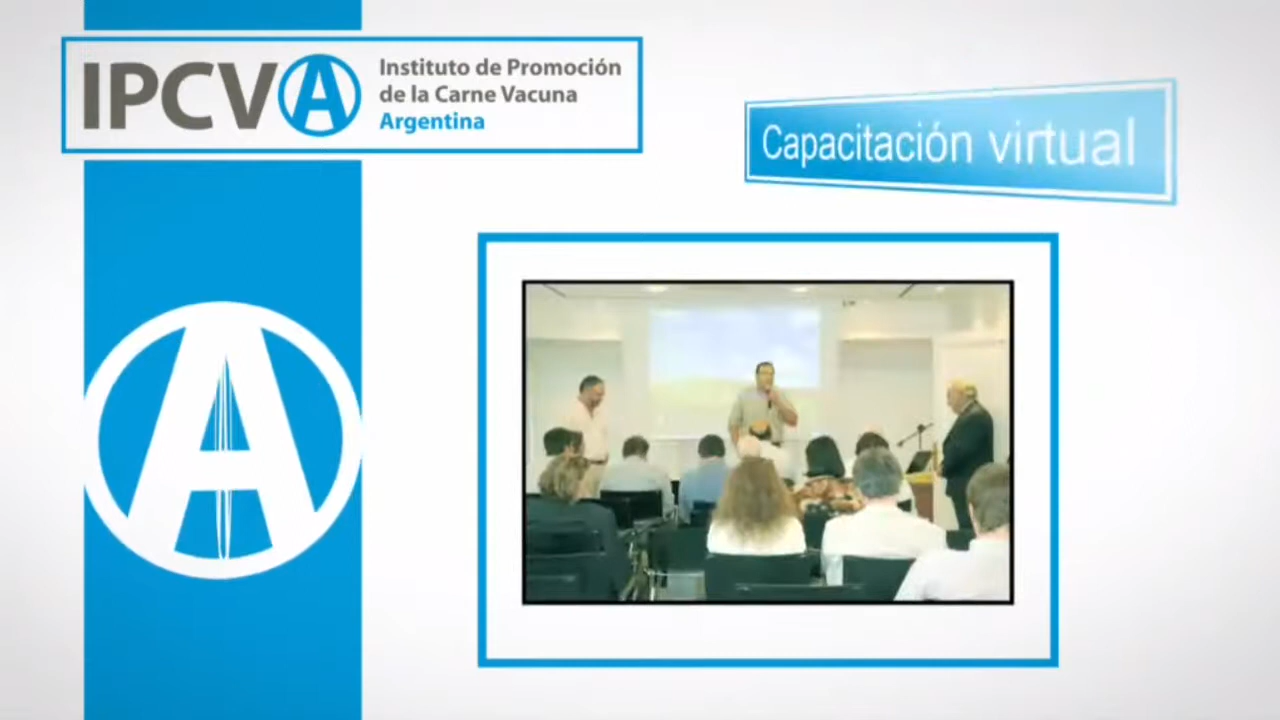 IPCVA
Instituto de Promoción
de la Carne Vacuna
Argentina
Capacitación virtual
A